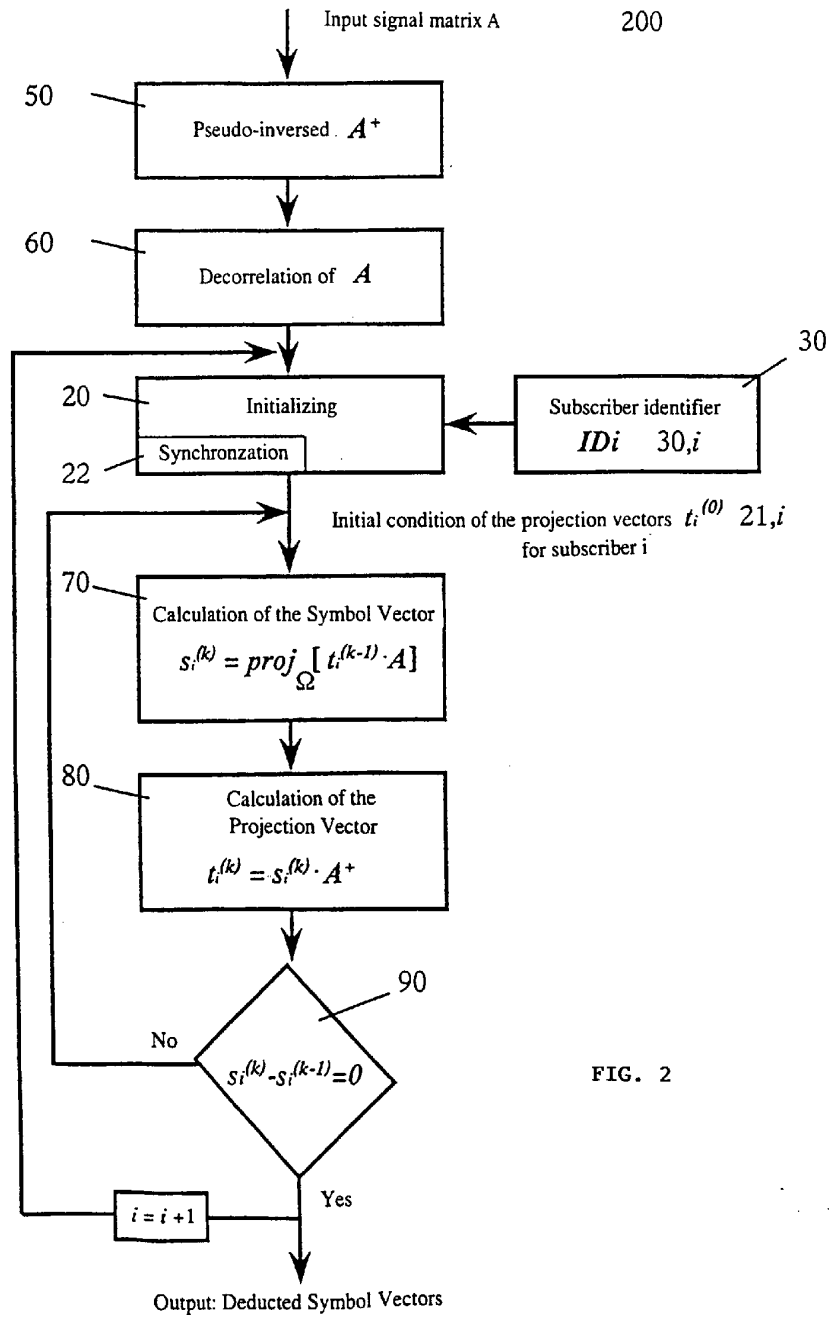 Input signal matrix A 200
50
Pseudo-inversed A⁺
60
Decorrelation of A
30
20
Initializing
Subscriber identifier
IDi 30,i
22
Synchronzation
Initial condition of the projection vectors tᵢ⁽⁰⁾ 21,i
for subscriber i
70
Calculation of the Symbol Vector
sᵢ⁽ᵏ⁾ = proj_Ω [ tᵢ⁽ᵏ⁻¹⁾ · A ]
80
Calculation of the
Projection Vector
tᵢ⁽ᵏ⁾ = sᵢ⁽ᵏ⁾ · A⁺
90
No
sᵢ⁽ᵏ⁾-sᵢ⁽ᵏ⁻¹⁾=0
FIG. 2
Yes
i = i +1
Output: Deducted Symbol Vectors